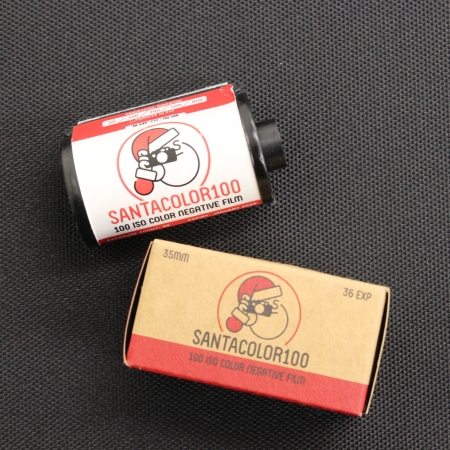 SANTACOLOR100
100 ISO COLOR NEGATIVE FILM
35MM
36 EXP
SANTACOLOR100
100 ISO COLOR NEGATIVE FILM